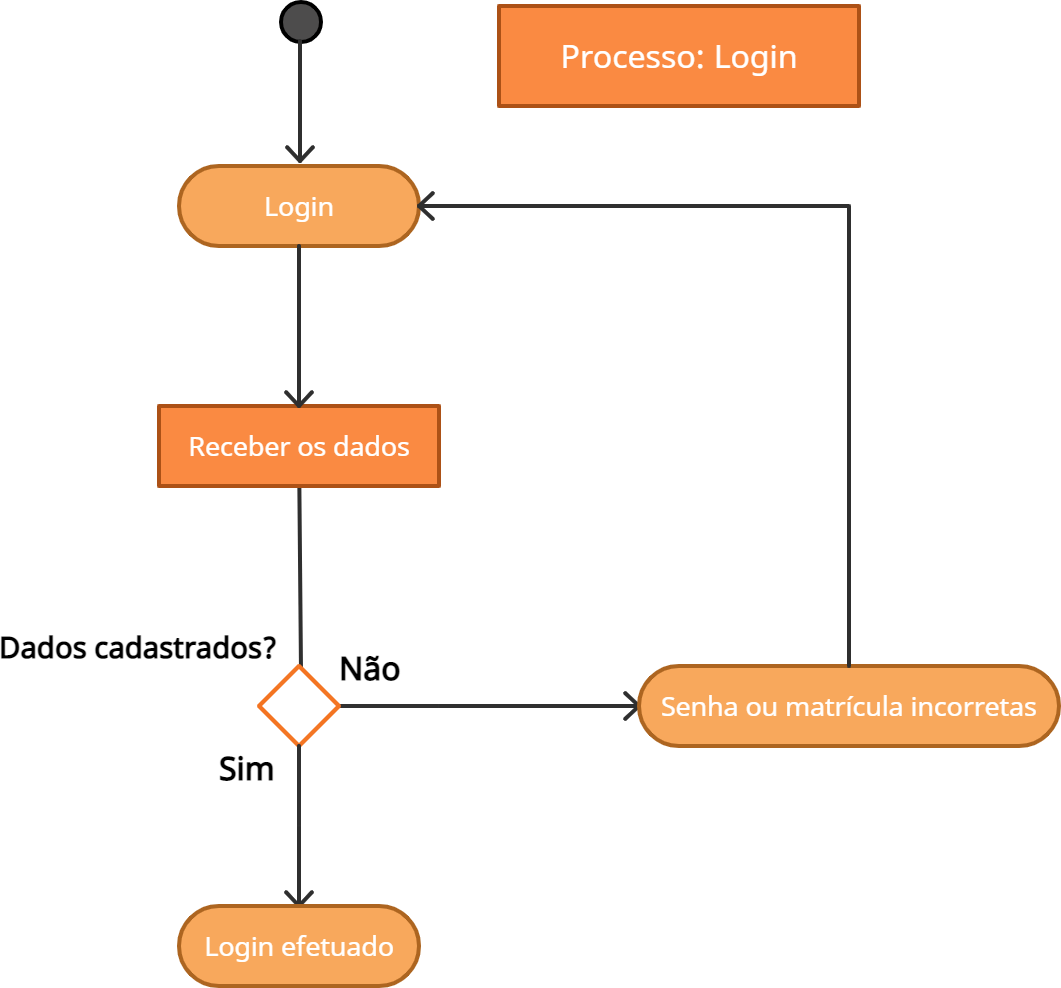 Processo: Login
Login
Receber os dados
Dados cadastrados?
Não
Senha ou matrícula incorretas
Sim
Login efetuado